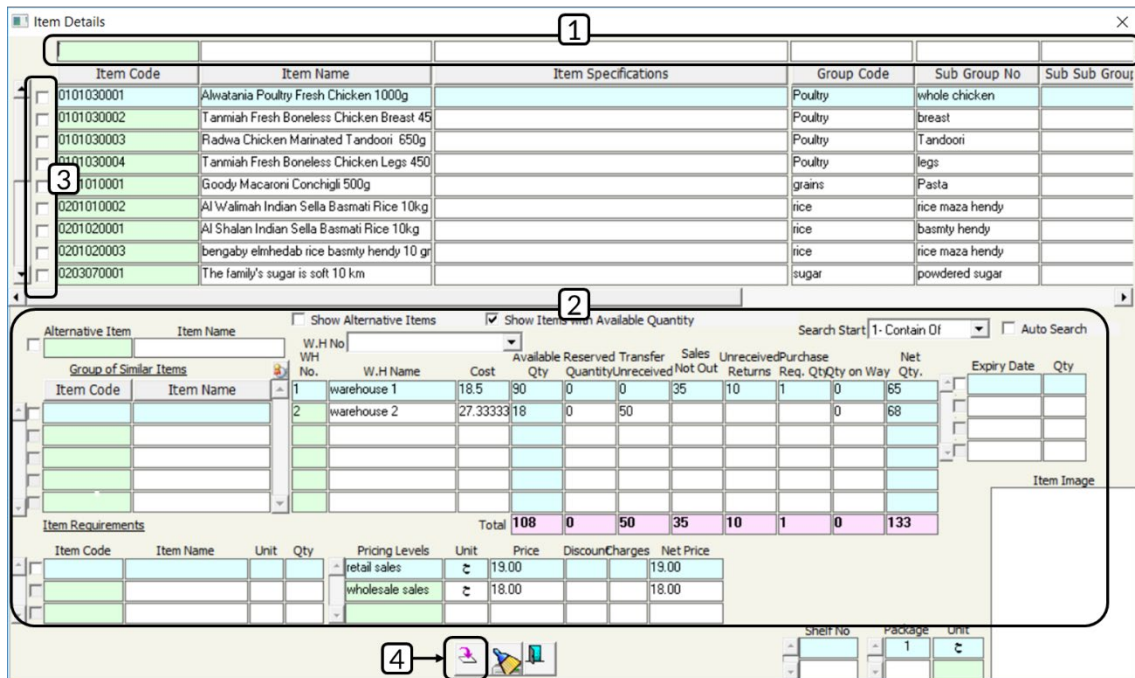 Item Details
1
Item Code Item Name Item Specifications Group Code Sub Group No Sub Sub Group
0101030001 Alwatania Poultry Fresh Chicken 1000g Poultry whole chicken
0101030002 Tanmiah Fresh Boneless Chicken Breast 45 Poultry breast
0101030003 Radwa Chicken Marinated Tandoori 650g Poultry Tandoori
0101030004 Tanmiah Fresh Boneless Chicken Legs 450 Poultry legs
3
1010001 Goody Macaroni Conchigli 500g grains Pasta
0201010002 Al Walimah Indian Sella Basmati Rice 10kg rice rice maza hendy
0201020001 Al Shalan Indian Sella Basmati Rice 10kg rice basmty hendy
0201020003 bengaby elmhedab rice basmty hendy 10 gr rice rice maza hendy
0203070001 The family's sugar is soft 10 km sugar powdered sugar
2
Show Alternative Items Show Items with Available Quantity
Alternative Item Item Name Search Start 1- Contain Of Auto Search
W.H No
Group of Similar Items
WH No. W.H Name Cost Available Qty Reserved Quantity Transfer Unreceived Sales Not Out Unreceived Returns Purchase Req. Qty Qty on Way Net Qty. Expiry Date Qty
Item Code Item Name
1 warehouse 1 18.5 90 0 0 35 10 1 0 65
2 warehouse 2 27.33333 18 0 50 0 68
Item Image
Item Requirements Total 108 0 50 35 10 1 0 133
Item Code Item Name Unit Qty Pricing Levels Unit Price Discount Charges Net Price
retail sales ح 19.00 19.00
wholesale sales ح 18.00 18.00
Shelf No Package Unit
1 ح
4